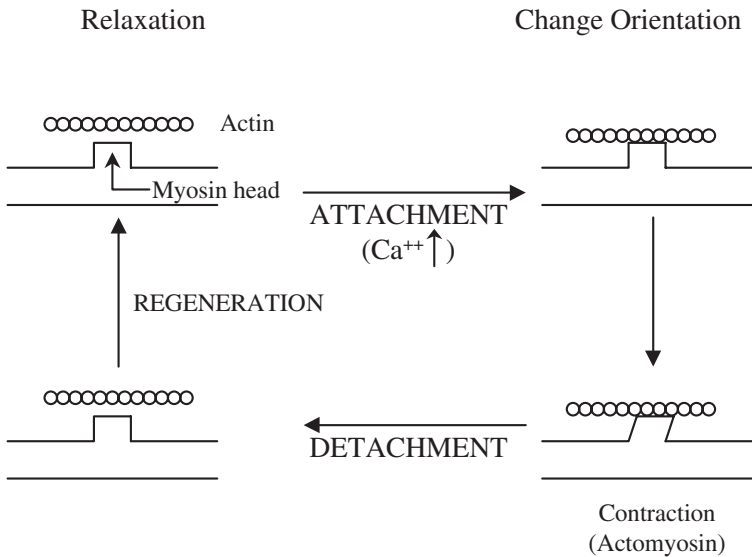 Relaxation
Change Orientation
Actin
Myosin head
ATTACHMENT
(Ca⁺⁺↑)
REGENERATION
DETACHMENT
Contraction
(Actomyosin)